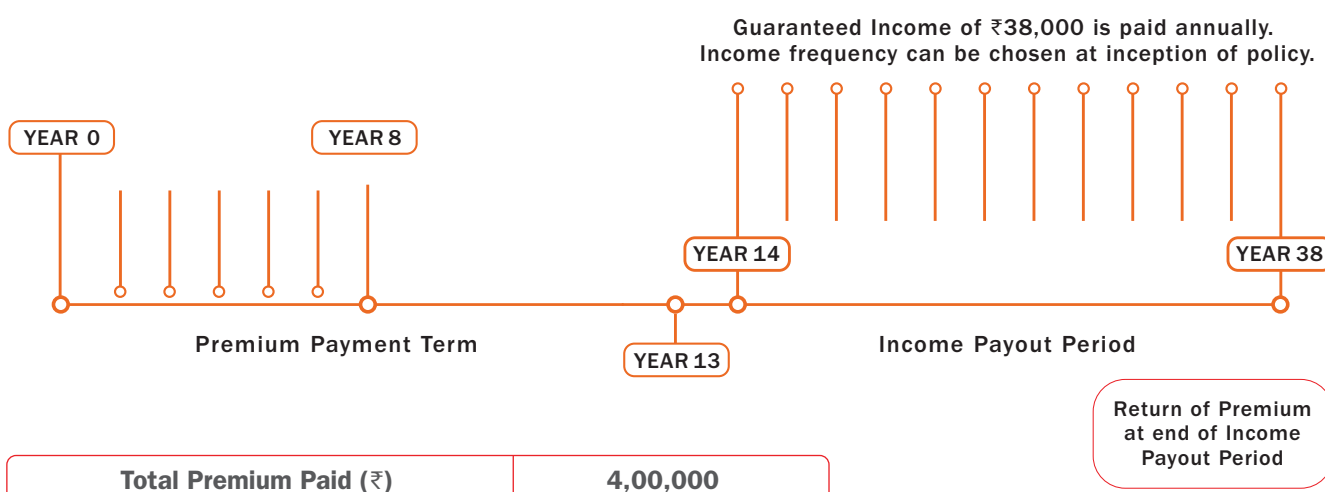 Guaranteed Income of ₹38,000 is paid annually.
Income frequency can be chosen at inception of policy.
YEAR 0
YEAR 8
YEAR 14
YEAR 38
Premium Payment Term
YEAR 13
Income Payout Period
Return of Premium
at end of Income
Payout Period
Total Premium Paid (₹) 4,00,000